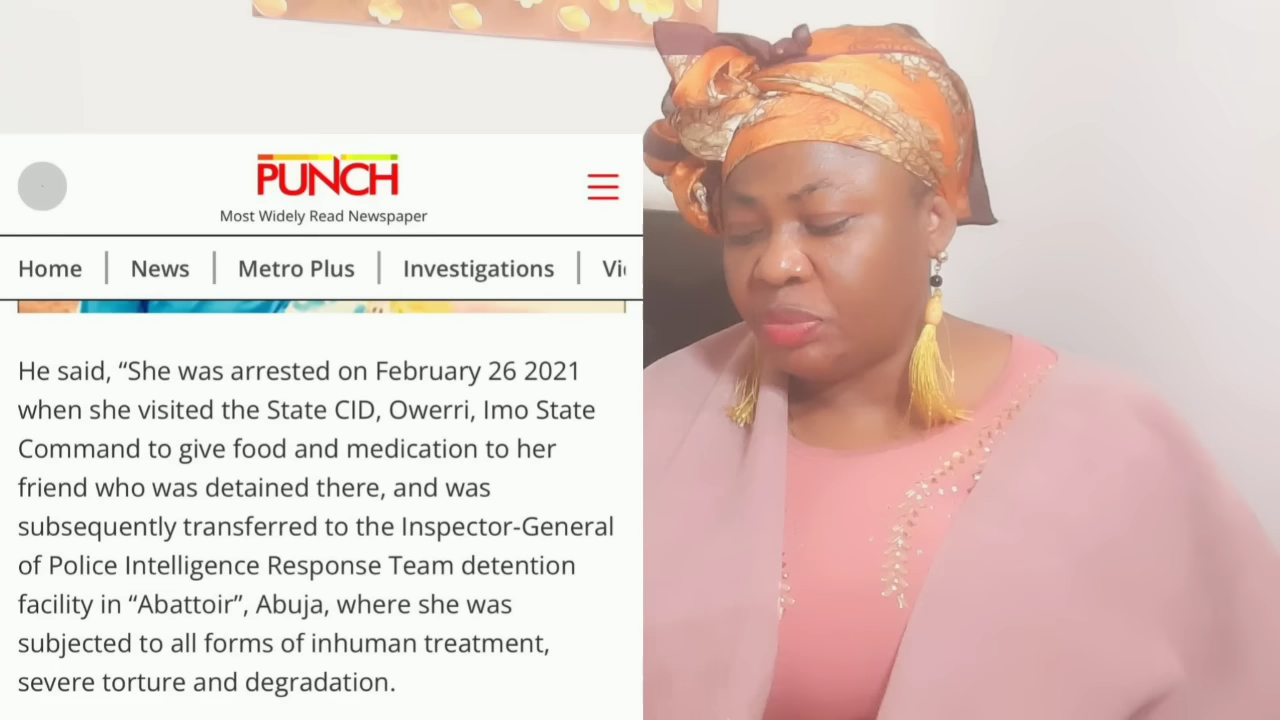 PUNCH
Most Widely Read Newspaper
Home News Metro Plus Investigations
He said, “She was arrested on February 26 2021
when she visited the State CID, Owerri, Imo State
Command to give food and medication to her
friend who was detained there, and was
subsequently transferred to the Inspector-General
of Police Intelligence Response Team detention
facility in “Abattoir”, Abuja, where she was
subjected to all forms of inhuman treatment,
severe torture and degradation.